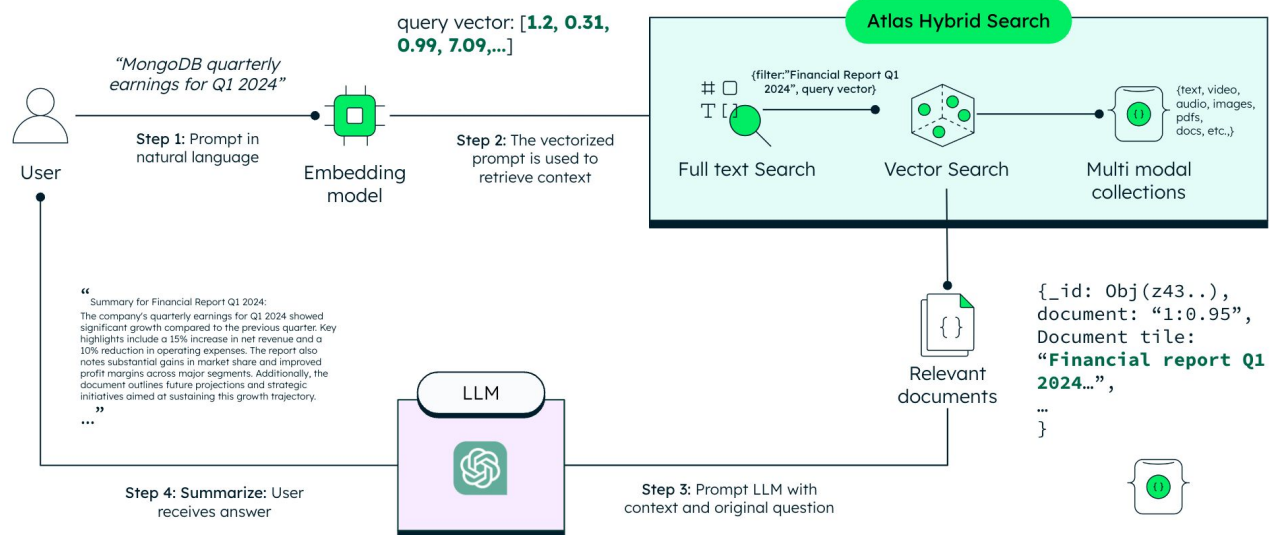 query vector: [1.2, 0.31,
0.99, 7.09,...]
Atlas Hybrid Search
“MongoDB quarterly
earnings for Q1 2024”
Step 1: Prompt in
natural language
User
Embedding
model
Step 2: The vectorized
prompt is used to
retrieve context
{filter:”Financial Report Q1
2024”, query vector}
Full text Search
Vector Search
{text, video,
audio, images,
pdfs,
docs, etc.,}
Multi modal
collections
“
Summary for Financial Report Q1 2024:
The company's quarterly earnings for Q1 2024 showed
significant growth compared to the previous quarter. Key
highlights include a 15% increase in net revenue and a
10% reduction in operating expenses. The report also
notes substantial gains in market share and improved
profit margins across major segments. Additionally, the
document outlines future projections and strategic
initiatives aimed at sustaining this growth trajectory.
...”
{ }
Relevant
documents
{_id: Obj(z43..),
document: “1:0.95”,
Document tile:
“Financial report Q1
2024…”,
…
}
LLM
Step 3: Prompt LLM with
context and original question
Step 4: Summarize: User
receives answer